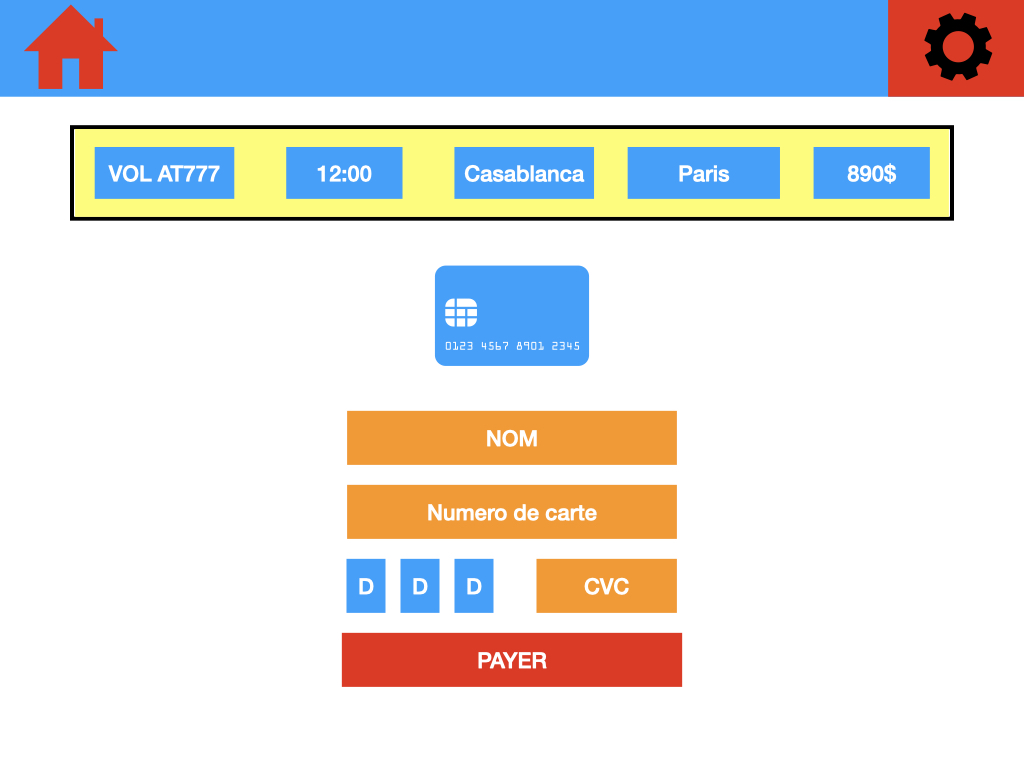 VOL AT777 12:00 Casablanca Paris 890$
0123 4567 8901 2345
NOM
Numero de carte
D D D CVC
PAYER